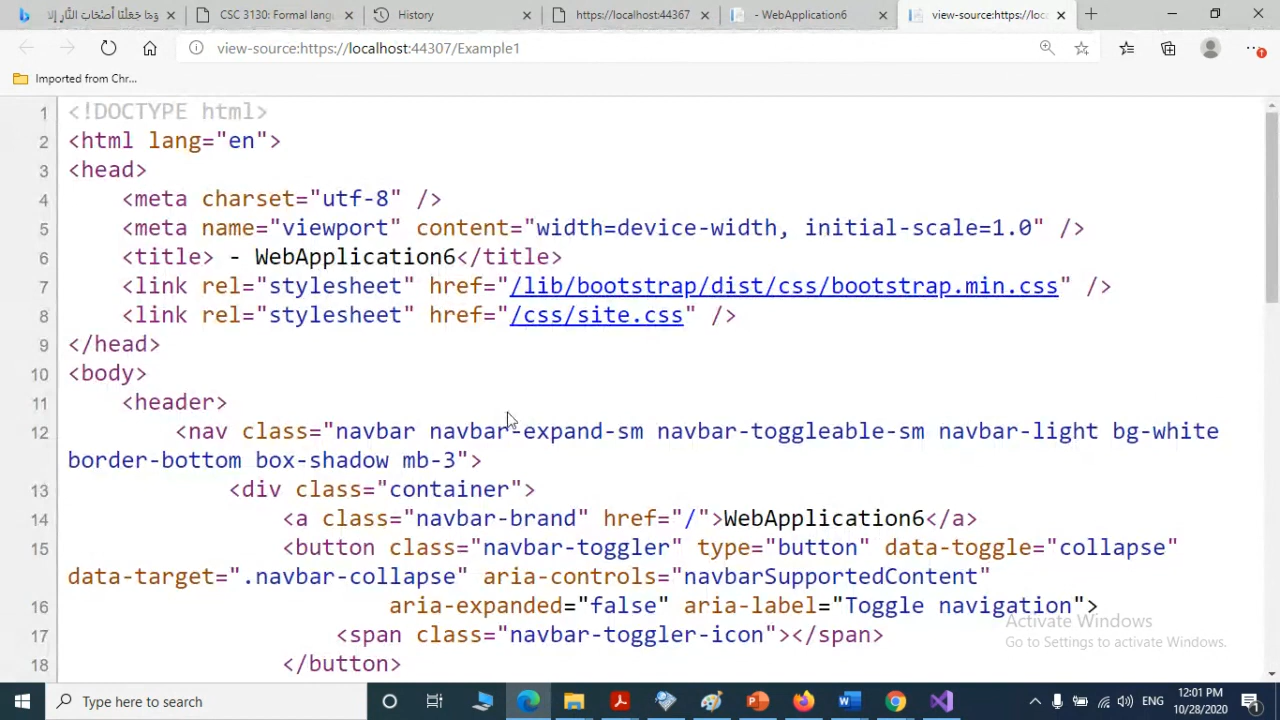 وما خطّتا أضلعات الأوّل إلا
CSC 3130: Formal lang
History
https://localhost:44367
- WebApplication6
view-source:https://loc
view-source:https://localhost:44307/Example1
Imported from Chr...
1 <!DOCTYPE html>
2 <html lang="en">
3 <head>
4 <meta charset="utf-8" />
5 <meta name="viewport" content="width=device-width, initial-scale=1.0" />
6 <title> - WebApplication6</title>
7 <link rel="stylesheet" href="/lib/bootstrap/dist/css/bootstrap.min.css" />
8 <link rel="stylesheet" href="/css/site.css" />
9 </head>
10 <body>
11 <header>
12 <nav class="navbar navbar-expand-sm navbar-toggleable-sm navbar-light bg-white
border-bottom box-shadow mb-3">
13 <div class="container">
14 <a class="navbar-brand" href="/">WebApplication6</a>
15 <button class="navbar-toggler" type="button" data-toggle="collapse"
data-target=".navbar-collapse" aria-controls="navbarSupportedContent"
16 aria-expanded="false" aria-label="Toggle navigation">
17 <span class="navbar-toggler-icon"></span>
18 </button>
Activate Windows
Go to Settings to activate Windows.
Type here to search
ENG
12:01 PM
10/28/2020
1